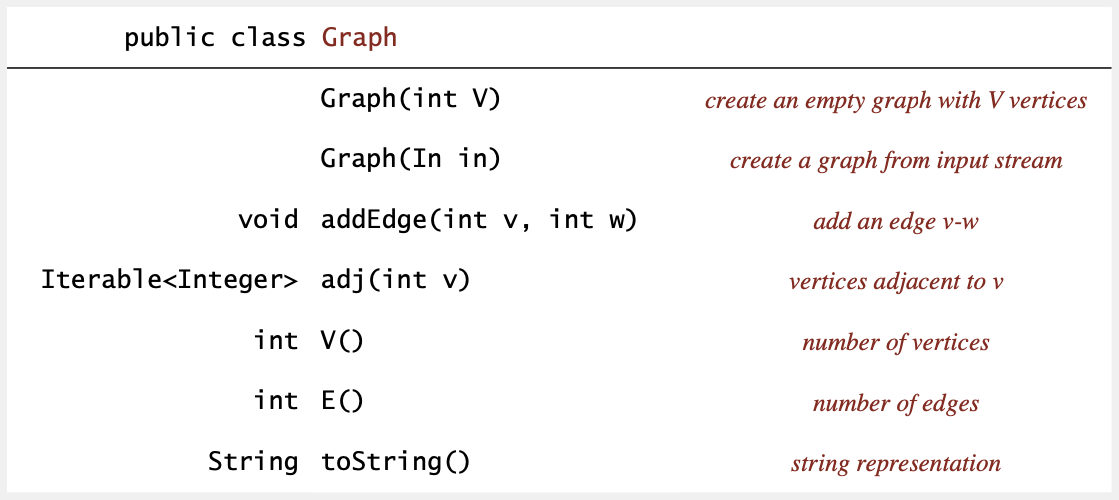 public class Graph
Graph(int V) create an empty graph with V vertices
Graph(In in) create a graph from input stream
void addEdge(int v, int w) add an edge v-w
Iterable<Integer> adj(int v) vertices adjacent to v
int V() number of vertices
int E() number of edges
String toString() string representation